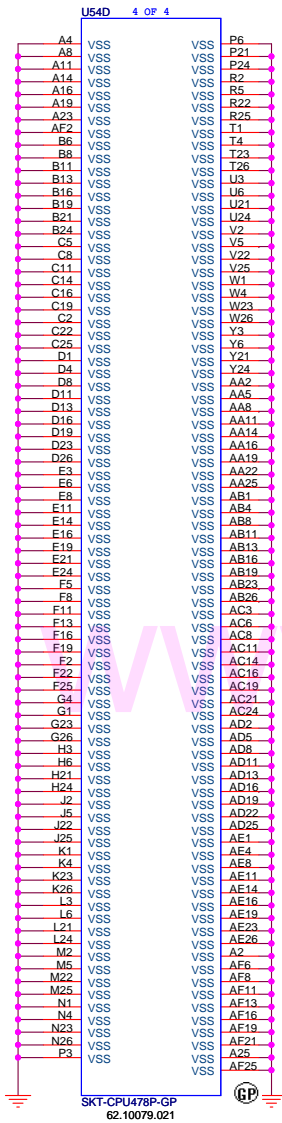 U54D 4 OF 4
A4 VSS VSS P6
A8 VSS VSS P21
A11 VSS VSS P24
A14 VSS VSS R2
A16 VSS VSS R5
A19 VSS VSS R22
A23 VSS VSS R25
AF2 VSS VSS T1
B6 VSS VSS T4
B8 VSS VSS T23
B11 VSS VSS T26
B13 VSS VSS U3
B16 VSS VSS U6
B19 VSS VSS U21
B21 VSS VSS U24
B24 VSS VSS V2
C5 VSS VSS V5
C8 VSS VSS V22
C11 VSS VSS V25
C14 VSS VSS W1
C16 VSS VSS W4
C19 VSS VSS W23
C2 VSS VSS W26
C22 VSS VSS Y3
C25 VSS VSS Y6
D1 VSS VSS Y21
D4 VSS VSS Y24
D8 VSS VSS AA2
D11 VSS VSS AA5
D13 VSS VSS AA8
D16 VSS VSS AA11
D19 VSS VSS AA14
D23 VSS VSS AA16
D26 VSS VSS AA19
E3 VSS VSS AA22
E6 VSS VSS AA25
E8 VSS VSS AB1
E11 VSS VSS AB4
E14 VSS VSS AB8
E16 VSS VSS AB11
E19 VSS VSS AB13
E21 VSS VSS AB16
E24 VSS VSS AB19
F5 VSS VSS AB23
F8 VSS VSS AB26
F11 VSS VSS AC3
F13 VSS VSS AC6
F16 VSS VSS AC8
F19 VSS VSS AC11
F2 VSS VSS AC14
F22 VSS VSS AC16
F25 VSS VSS AC19
G4 VSS VSS AC21
G1 VSS VSS AC24
G23 VSS VSS AD2
G26 VSS VSS AD5
H3 VSS VSS AD8
H6 VSS VSS AD11
H21 VSS VSS AD13
H24 VSS VSS AD16
J2 VSS VSS AD19
J5 VSS VSS AD22
J22 VSS VSS AD25
J25 VSS VSS AE1
K1 VSS VSS AE4
K4 VSS VSS AE8
K23 VSS VSS AE11
K26 VSS VSS AE14
L3 VSS VSS AE16
L6 VSS VSS AE19
L21 VSS VSS AE23
L24 VSS VSS AE26
M2 VSS VSS A2
M5 VSS VSS AF6
M22 VSS VSS AF8
M25 VSS VSS AF11
N1 VSS VSS AF13
N4 VSS VSS AF16
N23 VSS VSS AF19
N26 VSS VSS AF21
P3 VSS VSS A25
VSS AF25
GP
SKT-CPU478P-GP
62.10079.021